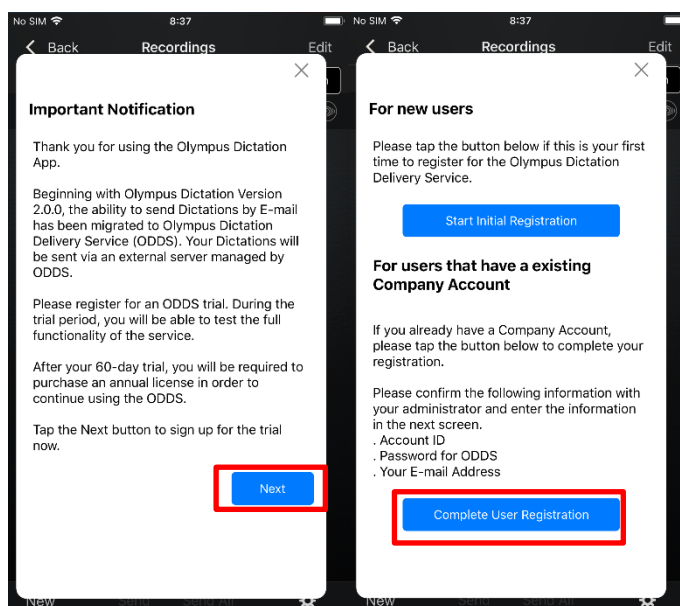 No SIM 8:37
Back Recordings Edit
Important Notification
Thank you for using the Olympus Dictation
App.
Beginning with Olympus Dictation Version
2.0.0, the ability to send Dictations by E-mail
has been migrated to Olympus Dictation
Delivery Service (ODDS). Your Dictations will
be sent via an external server managed by
ODDS.
Please register for an ODDS trial. During the
trial period, you will be able to test the full
functionality of the service.
After your 60-day trial, you will be required to
purchase an annual license in order to
continue using the ODDS.
Tap the Next button to sign up for the trial
now.
Next
New Send Send All
No SIM 8:37
Back Recordings Edit
For new users
Please tap the button below if this is your first
time to register for the Olympus Dictation
Delivery Service.
Start Initial Registration
For users that have a existing
Company Account
If you already have a Company Account,
please tap the button below to complete your
registration.
Please confirm the following information with
your administrator and enter the information
in the next screen.
. Account ID
. Password for ODDS
. Your E-mail Address
Complete User Registration
New Send Send All